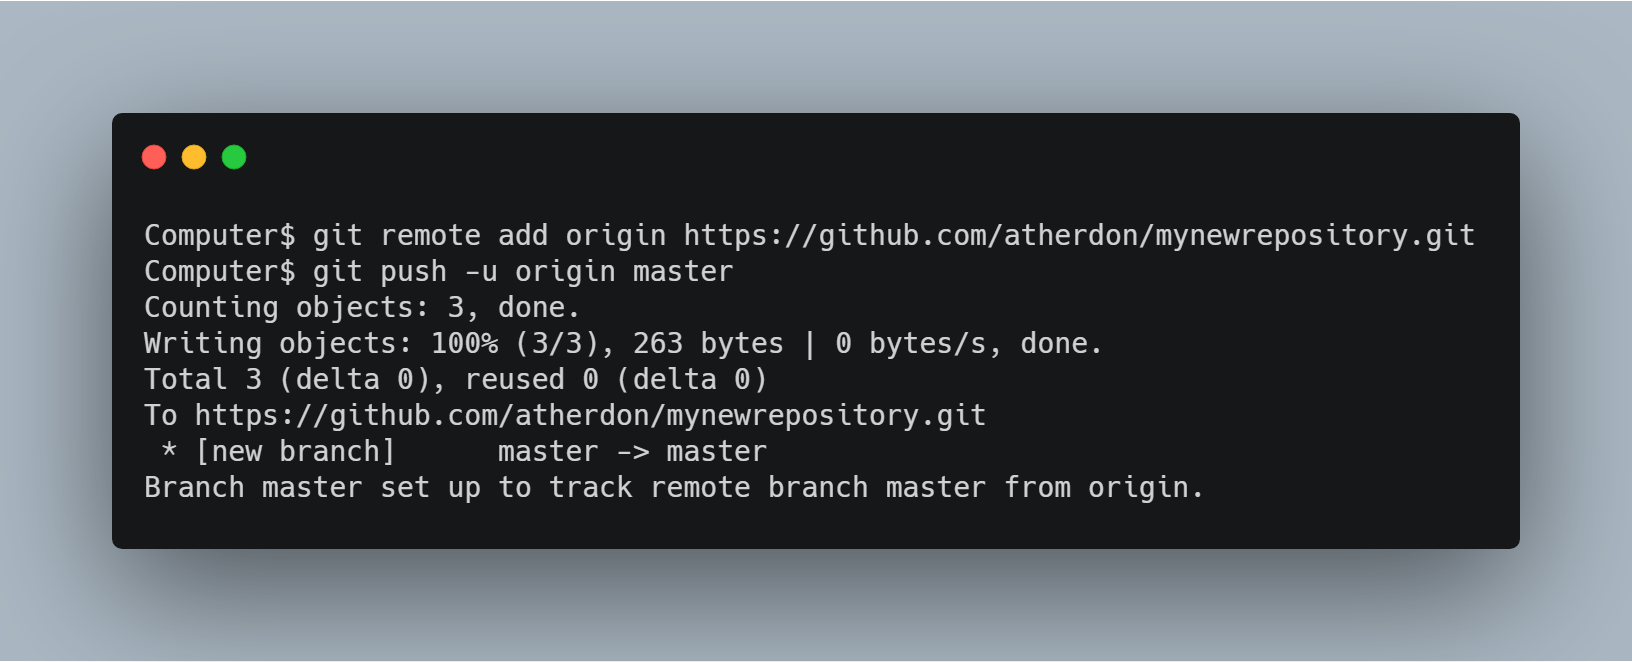 Computer$ git remote add origin https://github.com/atherdon/mynewrepository.git
Computer$ git push -u origin master
Counting objects: 3, done.
Writing objects: 100% (3/3), 263 bytes | 0 bytes/s, done.
Total 3 (delta 0), reused 0 (delta 0)
To https://github.com/atherdon/mynewrepository.git
 * [new branch]      master -> master
Branch master set up to track remote branch master from origin.